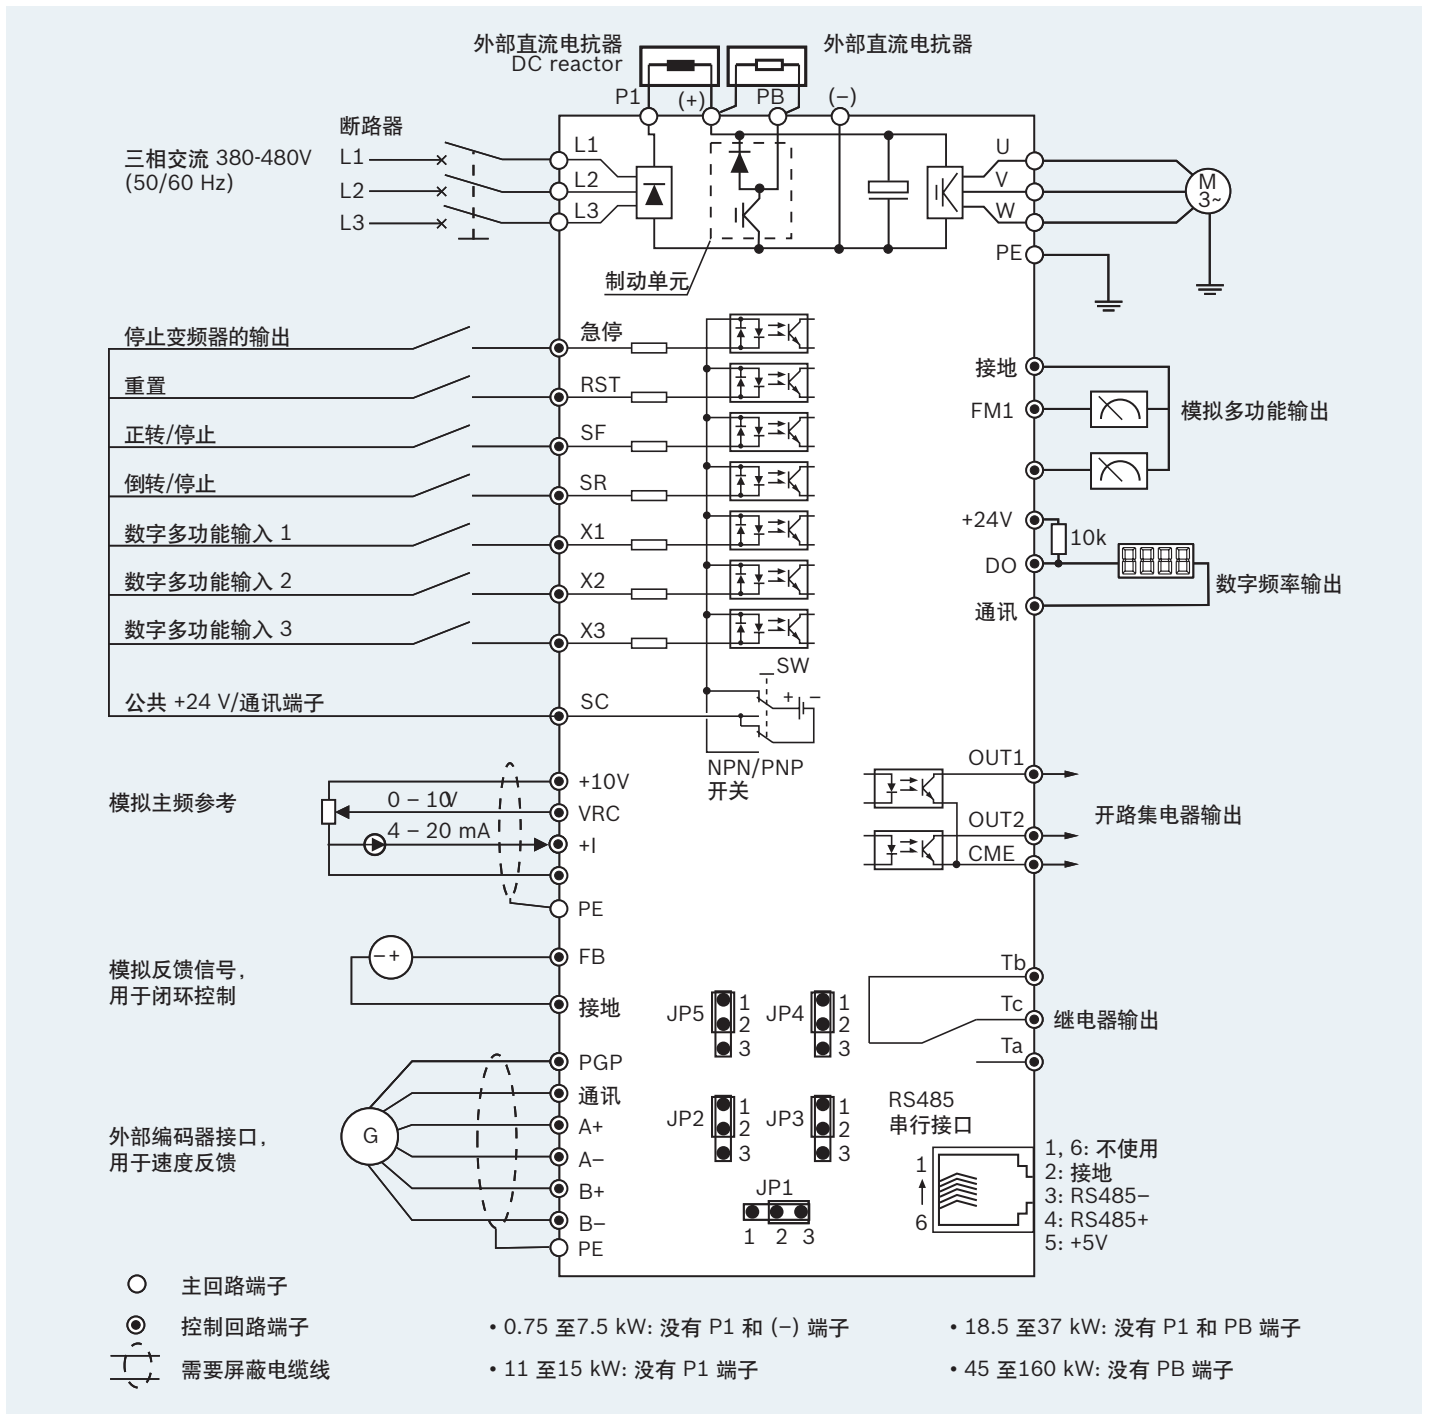 外部直流电抗器
DC reactor
外部直流电抗器
P1
(+)
PB
(–)
断路器
三相交流 380-480V
(50/60 Hz)
L1
L2
L3
L1
L2
L3
U
V
W
PE
M
3~
制动单元
停止变频器的输出
急停
重置
RST
正转/停止
SF
倒转/停止
SR
数字多功能输入 1
X1
数字多功能输入 2
X2
数字多功能输入 3
X3
公共 +24 V/通讯端子
SC
SW
+ –
NPN/PNP
开关
接地
FM1
模拟多功能输出
+24V
10k
DO
数字频率输出
通讯
模拟主频参考
0 – 10V
4 – 20 mA
+10V
VRC
+I
PE
OUT1
OUT2
CME
开路集电器输出
模拟反馈信号,
用于闭环控制
– +
FB
接地
Tb
Tc
Ta
继电器输出
JP5
1
2
3
JP4
1
2
3
外部编码器接口,
用于速度反馈
G
PGP
通讯
A+
A–
B+
B–
PE
JP2
1
2
3
JP3
1
2
3
JP1
1 2 3
RS485
串行接口
1
6
1, 6: 不使用
2: 接地
3: RS485–
4: RS485+
5: +5V
主回路端子
控制回路端子
需要屏蔽电缆线
• 0.75 至7.5 kW: 没有 P1 和 (–) 端子
• 11 至15 kW: 没有 P1 端子
• 18.5 至37 kW: 没有 P1 和 PB 端子
• 45 至160 kW: 没有 PB 端子